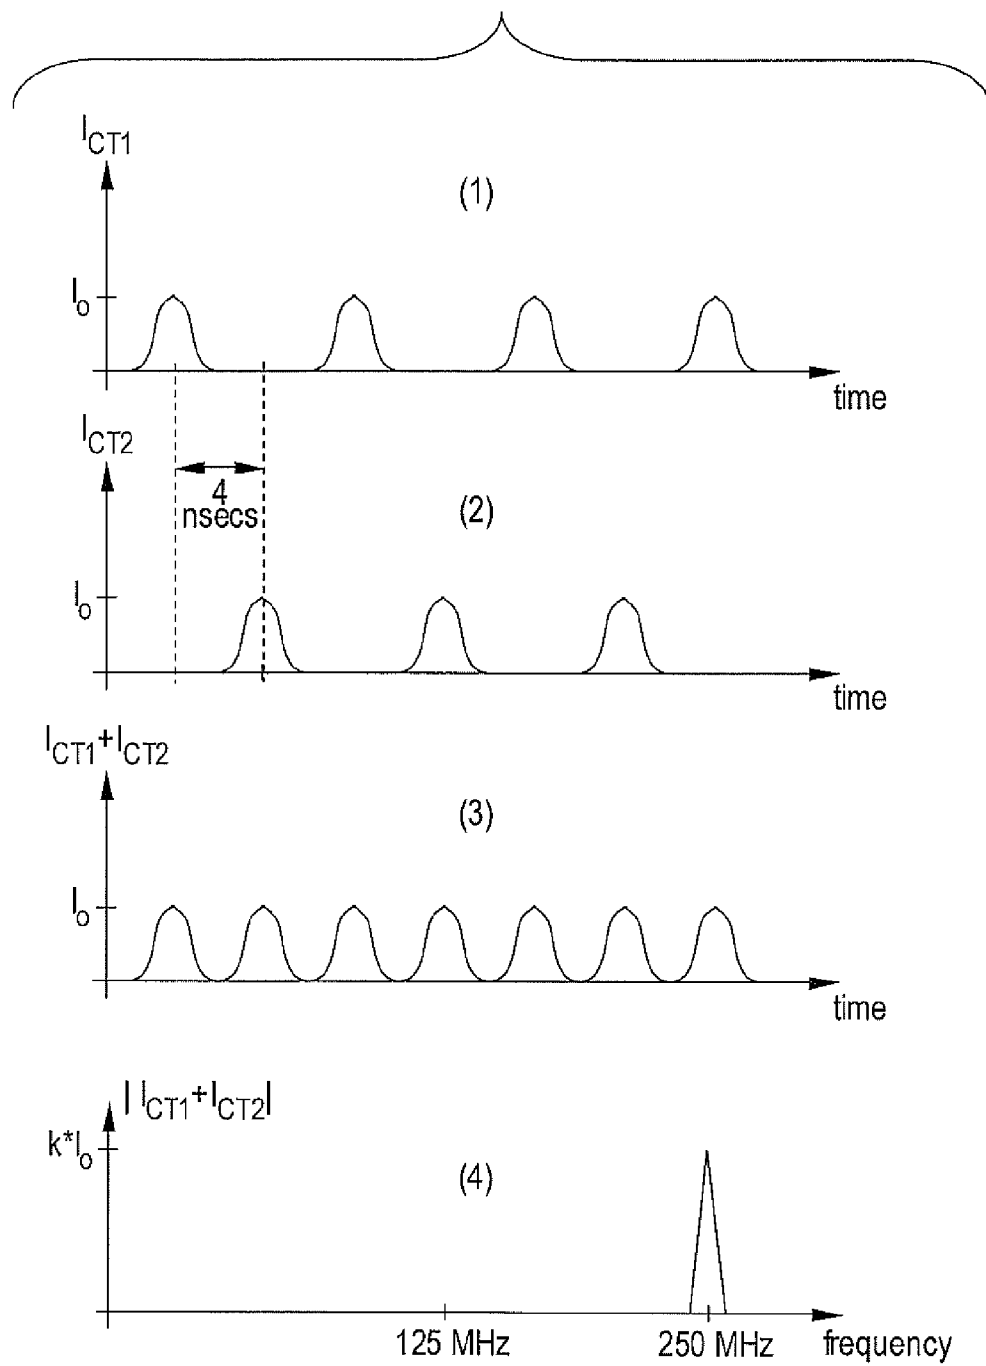 I_CT1
(1)
I_o
time
I_CT2
4
nsecs
(2)
I_o
time
I_CT1+I_CT2
(3)
I_o
time
| I_CT1+I_CT2|
k*I_o
(4)
125 MHz
250 MHz
frequency